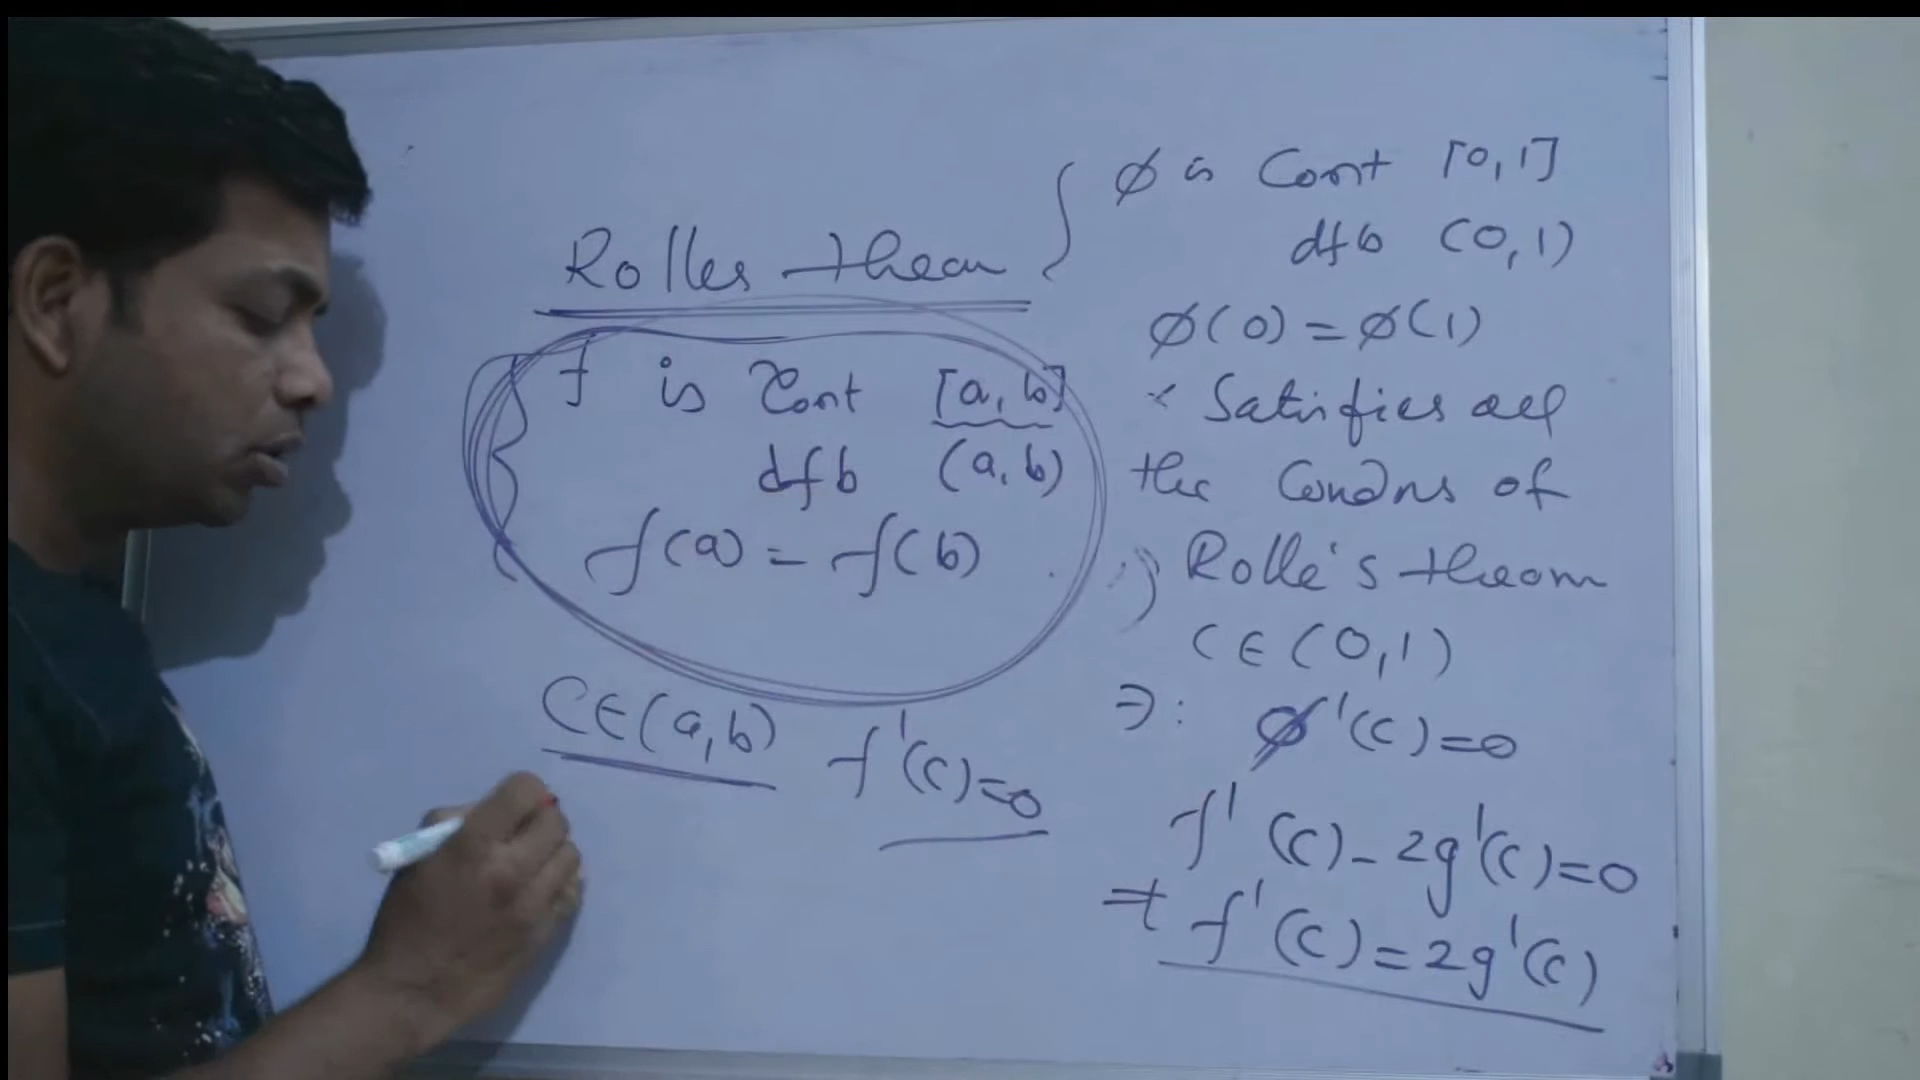 Rolles theom
f is Cont [a, b]
dfb (a, b)
f(a) = f(b)
C∈(a,b) f'(c)=0
ϕ is Cont [0, 1]
dfb (0, 1)
ϕ(0) = ϕ(1)
Satisfies all
the Condns of
Rolle's theom
C∈(0,1)
∋: ϕ'(c)=0
f'(c) - 2g'(c)=0
⇒ f'(c) = 2g'(c)